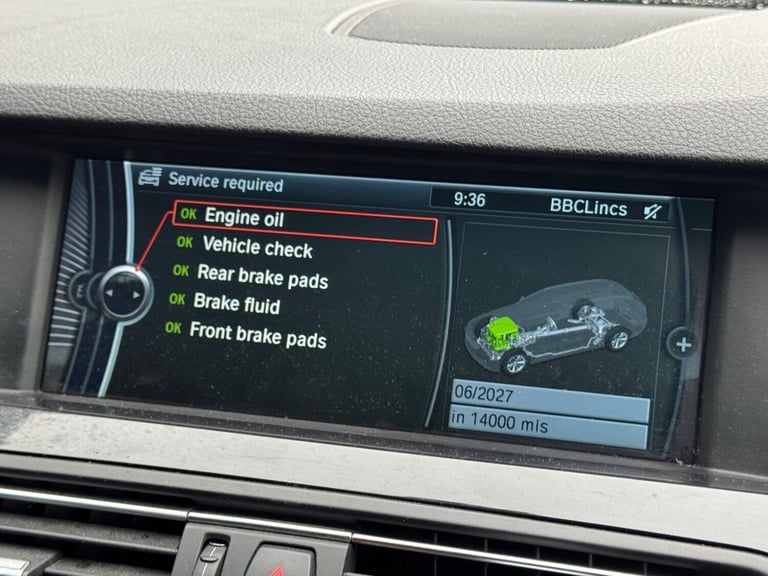 Service required
9:36
BBCLincs
OK Engine oil
OK Vehicle check
OK Rear brake pads
OK Brake fluid
OK Front brake pads
06/2027
in 14000 mls